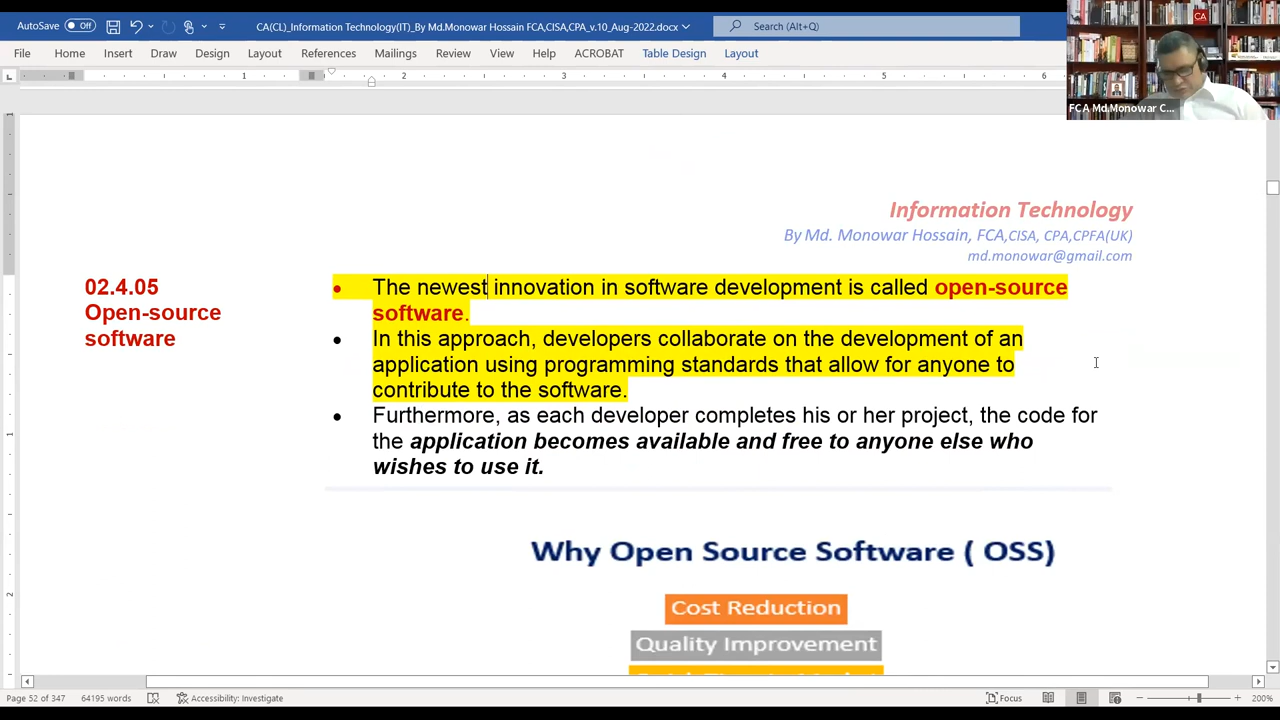 AutoSave Off CA(CL)_Information Technology(IT)_By Md.Monowar Hossain FCA,CISA,CPA_v.10_Aug-2022.docx Search (Alt+Q)
CA
File Home Insert Draw Design Layout References Mailings Review View Help ACROBAT Table Design Layout
1 2 3 4 5 6
FCA Md.Monowar C...
Information Technology
By Md. Monowar Hossain, FCA,CISA, CPA,CPFA(UK)
md.monowar@gmail.com
02.4.05
Open-source
software
• The newest innovation in software development is called open-source
software.
• In this approach, developers collaborate on the development of an
application using programming standards that allow for anyone to
contribute to the software.
• Furthermore, as each developer completes his or her project, the code for
the application becomes available and free to anyone else who
wishes to use it.
Why Open Source Software ( OSS)
Cost Reduction
Quality Improvement
Page 52 of 347 64195 words Accessibility: Investigate Focus 200%